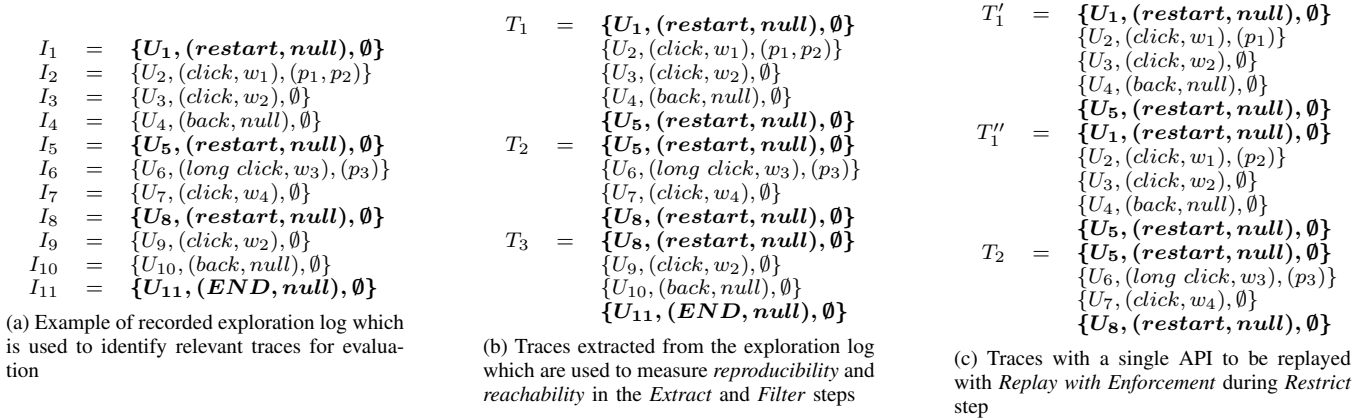 I1 = {U1, (restart, null), ∅}
I2 = {U2, (click, w1), (p1, p2)}
I3 = {U3, (click, w2), ∅}
I4 = {U4, (back, null), ∅}
I5 = {U5, (restart, null), ∅}
I6 = {U6, (long click, w3), (p3)}
I7 = {U7, (click, w4), ∅}
I8 = {U8, (restart, null), ∅}
I9 = {U9, (click, w2), ∅}
I10 = {U10, (back, null), ∅}
I11 = {U11, (END, null), ∅}
(a) Example of recorded exploration log which
is used to identify relevant traces for evalua-
tion
T1 = {U1, (restart, null), ∅}
{U2, (click, w1), (p1, p2)}
{U3, (click, w2), ∅}
{U4, (back, null), ∅}
{U5, (restart, null), ∅}
T2 = {U5, (restart, null), ∅}
{U6, (long click, w3), (p3)}
{U7, (click, w4), ∅}
{U8, (restart, null), ∅}
T3 = {U8, (restart, null), ∅}
{U9, (click, w2), ∅}
{U10, (back, null), ∅}
{U11, (END, null), ∅}
(b) Traces extracted from the exploration log
which are used to measure reproducibility and
reachability in the Extract and Filter steps
T1′ = {U1, (restart, null), ∅}
{U2, (click, w1), (p1)}
{U3, (click, w2), ∅}
{U4, (back, null), ∅}
{U5, (restart, null), ∅}
T1′′ = {U1, (restart, null), ∅}
{U2, (click, w1), (p2)}
{U3, (click, w2), ∅}
{U4, (back, null), ∅}
{U5, (restart, null), ∅}
T2 = {U5, (restart, null), ∅}
{U6, (long click, w3), (p3)}
{U7, (click, w4), ∅}
{U8, (restart, null), ∅}
(c) Traces with a single API to be replayed
with Replay with Enforcement during Restrict
step